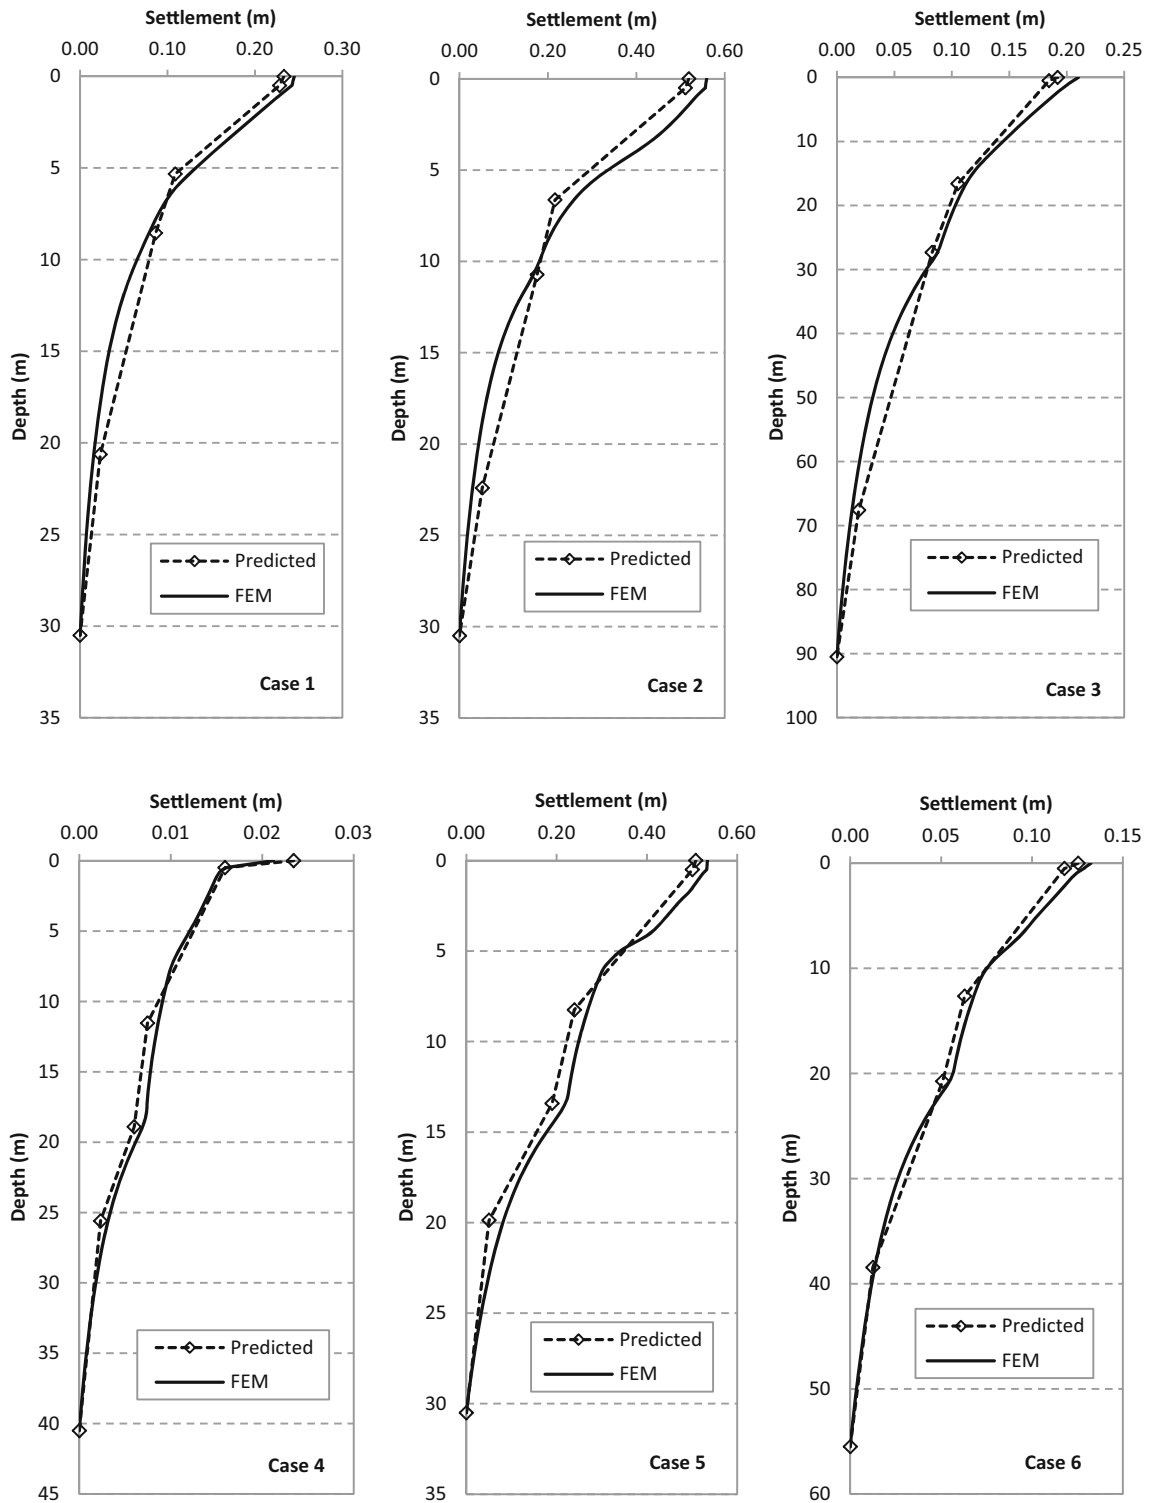 Settlement (m)
0.00 0.10 0.20 0.30
0
5
10
15
20
25
30
35
Depth (m)
Predicted
FEM
Case 1
Settlement (m)
0.00 0.20 0.40 0.60
0
5
10
15
20
25
30
35
Depth (m)
Predicted
FEM
Case 2
Settlement (m)
0.00 0.05 0.10 0.15 0.20 0.25
0
10
20
30
40
50
60
70
80
90
100
Depth (m)
Predicted
FEM
Case 3
Settlement (m)
0.00 0.01 0.02 0.03
0
5
10
15
20
25
30
35
40
45
Depth (m)
Predicted
FEM
Case 4
Settlement (m)
0.00 0.20 0.40 0.60
0
5
10
15
20
25
30
35
Depth (m)
Predicted
FEM
Case 5
Settlement (m)
0.00 0.05 0.10 0.15
0
10
20
30
40
50
60
Depth (m)
Predicted
FEM
Case 6